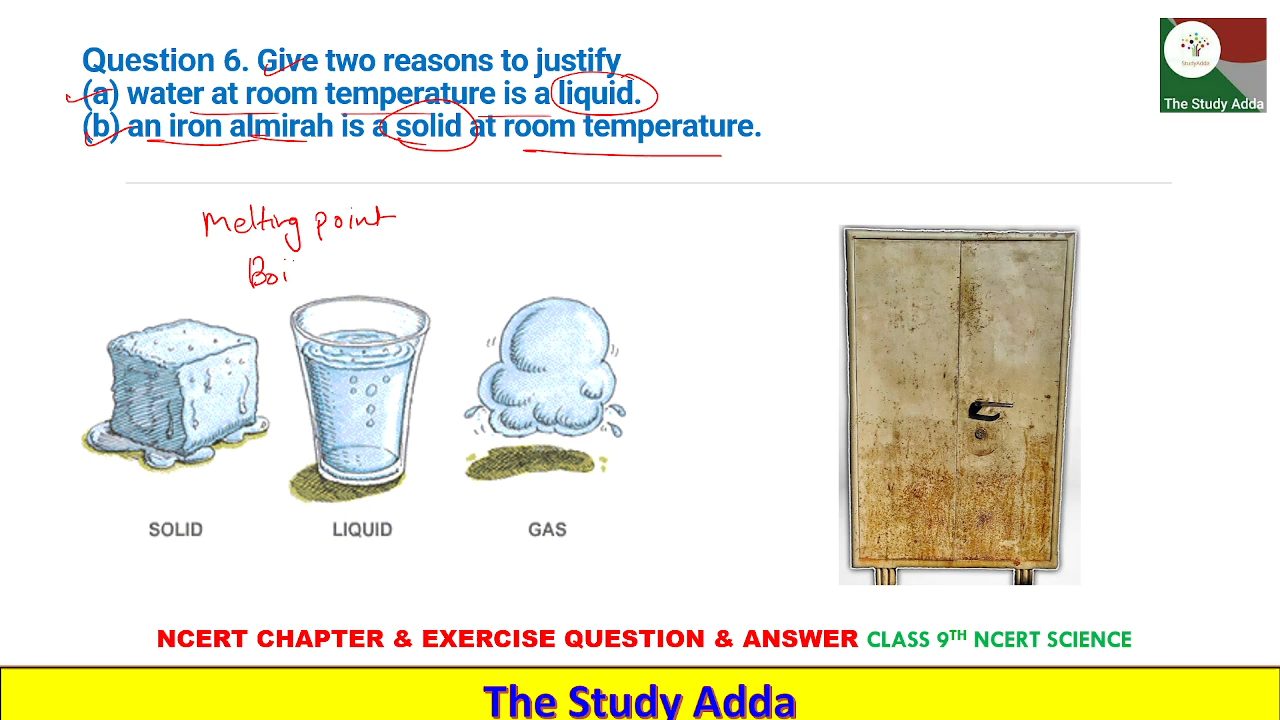 Question 6. Give two reasons to justify
(a) water at room temperature is a liquid.
(b) an iron almirah is a solid at room temperature.
StudyAdda
The Study Adda
Melting point
Boi
SOLID
LIQUID
GAS
NCERT CHAPTER & EXERCISE QUESTION & ANSWER CLASS 9TH NCERT SCIENCE
The Study Adda